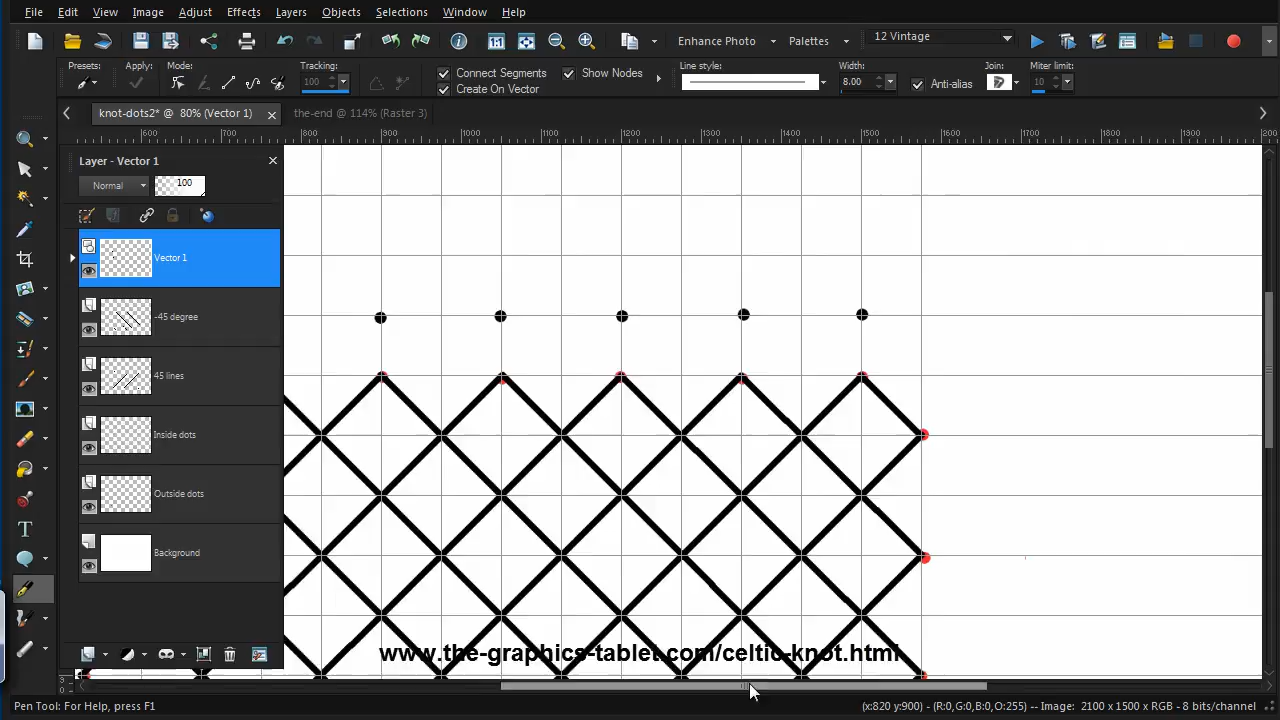 File Edit View Image Adjust Effects Layers Objects Selections Window Help
Enhance Photo Palettes 12 Vintage
Presets: Apply: Mode: Tracking: Connect Segments Show Nodes Line style: Width: Join: Miter limit:
100 Create On Vector 8.00 Anti-alias 10
knot-dots2* @ 80% (Vector 1) the-end @ 114% (Raster 3)
600 700 800 900 1000 1100 1200 1300 1400 1500 1600 1700 1800 1900
Layer - Vector 1
Normal 100
Vector 1
-45 degree
45 lines
Inside dots
Outside dots
Background
www.the-graphics-tablet.com/celtic-knot.html
Pen Tool: For Help, press F1 (x:820 y:900) - (R:0,G:0,B:0,O:255) -- Image: 2100 x 1500 x RGB - 8 bits/channel